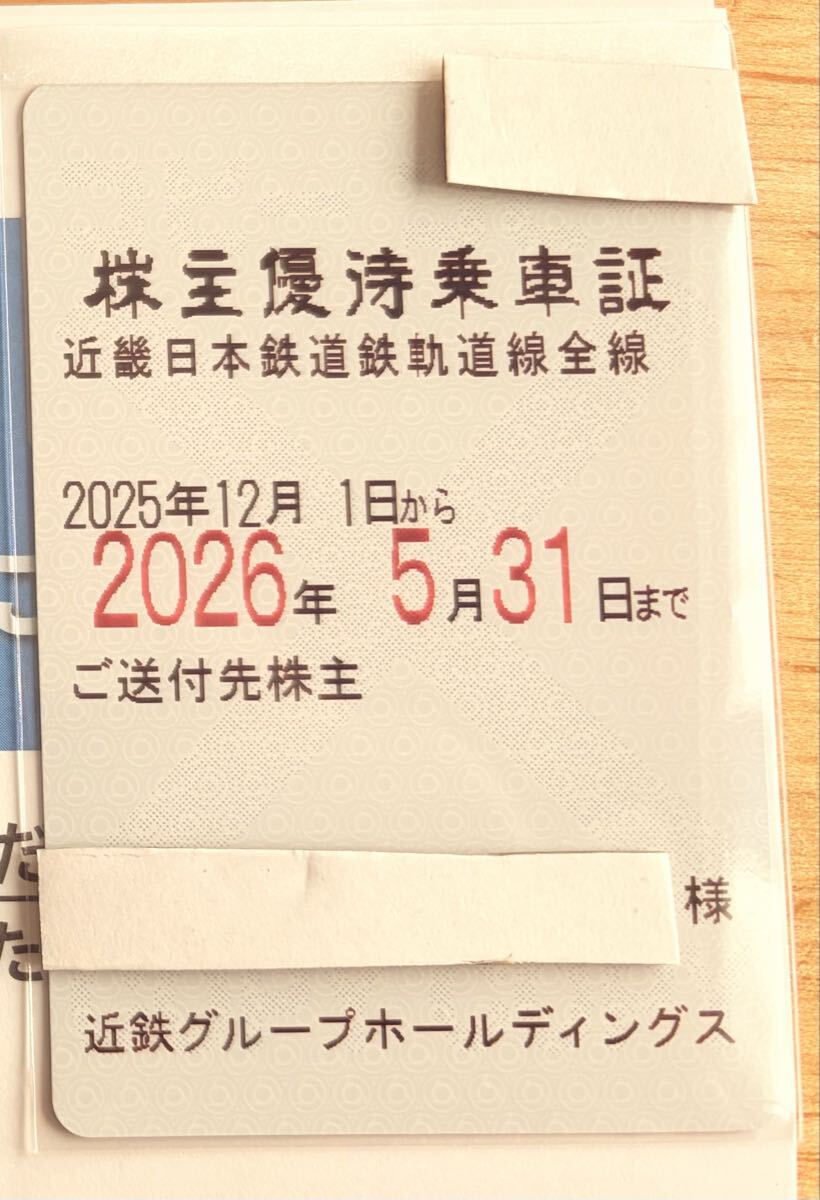 株主優待乗車証
近畿日本鉄道鉄軌道線全線
2025年12月 1日から
2026年 5月31日まで
ご送付先株主
様
近鉄グループホールディングス
だ
た